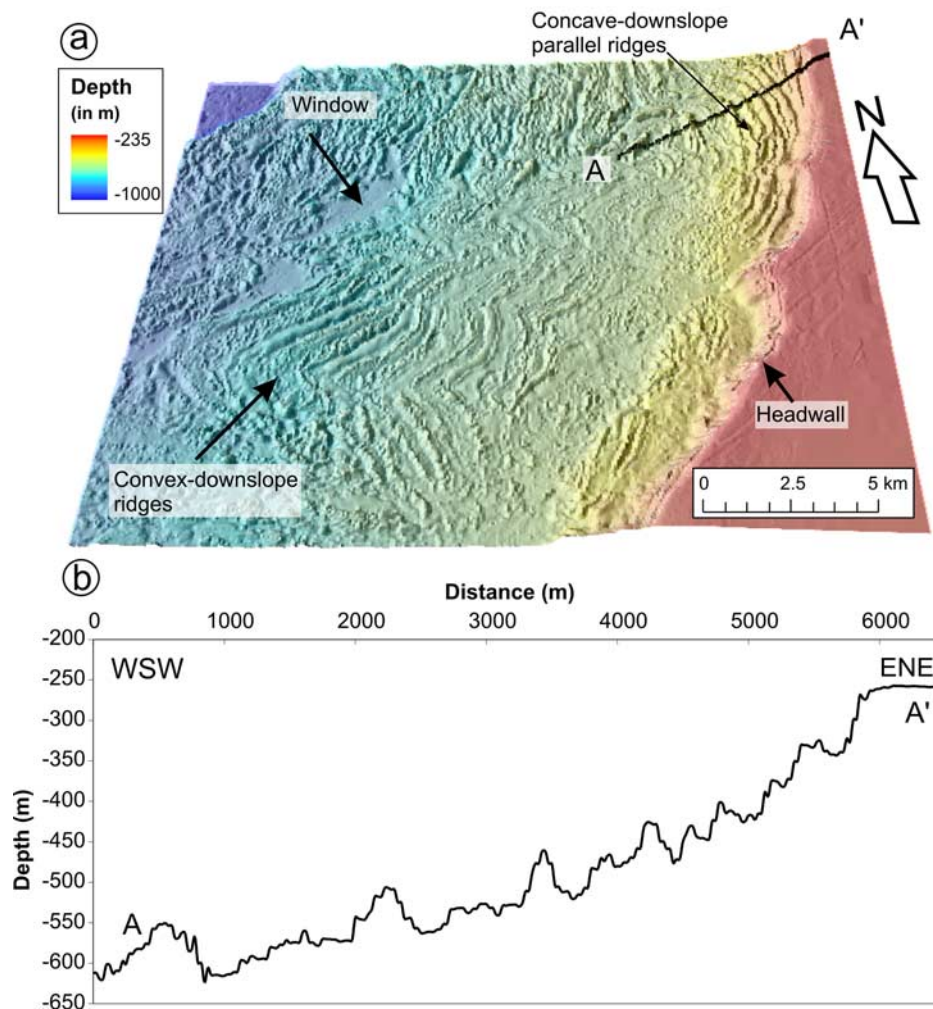 a
Concave-downslope
parallel ridges
A'
Depth
(in m)
-235
-1000
Window
N
A
Headwall
Convex-downslope
ridges
0 2.5 5 km
b
Distance (m)
0 1000 2000 3000 4000 5000 6000
-200
WSW
ENE
-250
A'
-300
-350
-400
Depth (m)
-450
-500
-550
A
-600
-650